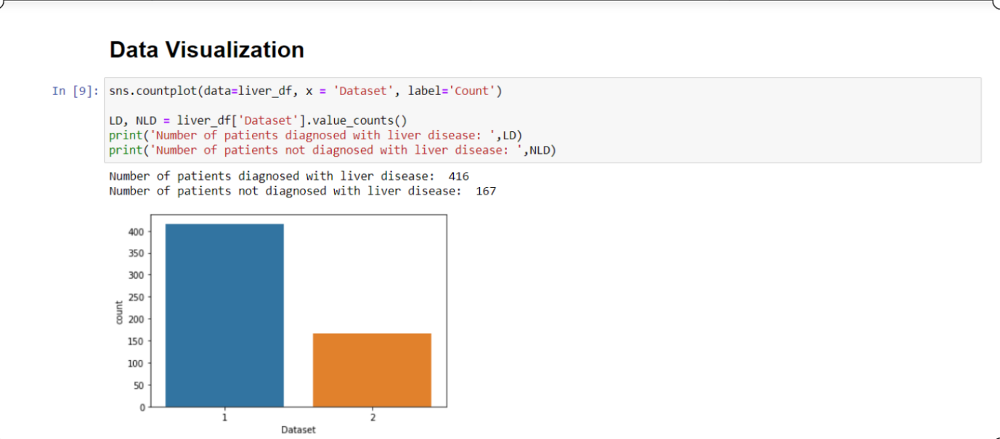 Data Visualization
In [9]: sns.countplot(data=liver_df, x = 'Dataset', label='Count')
LD, NLD = liver_df['Dataset'].value_counts()
print('Number of patients diagnosed with liver disease: ',LD)
print('Number of patients not diagnosed with liver disease: ',NLD)
Number of patients diagnosed with liver disease:  416
Number of patients not diagnosed with liver disease:  167
400
350
300
250
200
150
100
50
0
count
1 2
Dataset